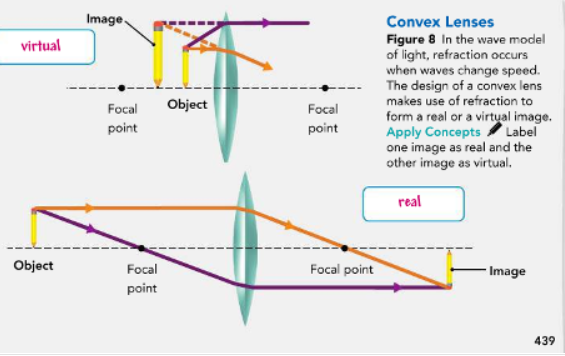 Image
virtual
Focal
point
Object
Focal
point
Convex Lenses
Figure 8 In the wave model
of light, refraction occurs
when waves change speed.
The design of a convex lens
makes use of refraction to
form a real or a virtual image.
Apply Concepts Label
one image as real and the
other image as virtual.
real
Object
Focal
point
Focal point
Image
439